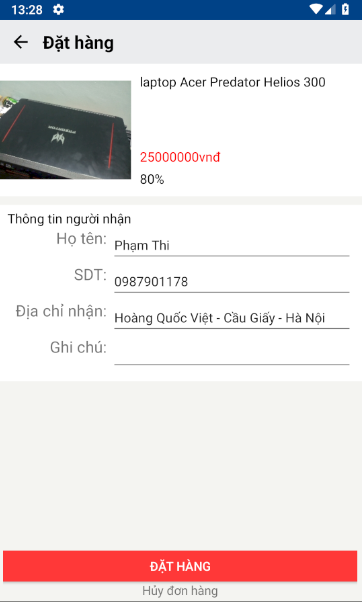 13:28
Đặt hàng
laptop Acer Predator Helios 300
25000000vnđ
80%
Thông tin người nhận
Họ tên:
Phạm Thi
SDT:
0987901178
Địa chỉ nhận:
Hoàng Quốc Việt - Cầu Giấy - Hà Nội
Ghi chú:
ĐẶT HÀNG
Hủy đơn hàng